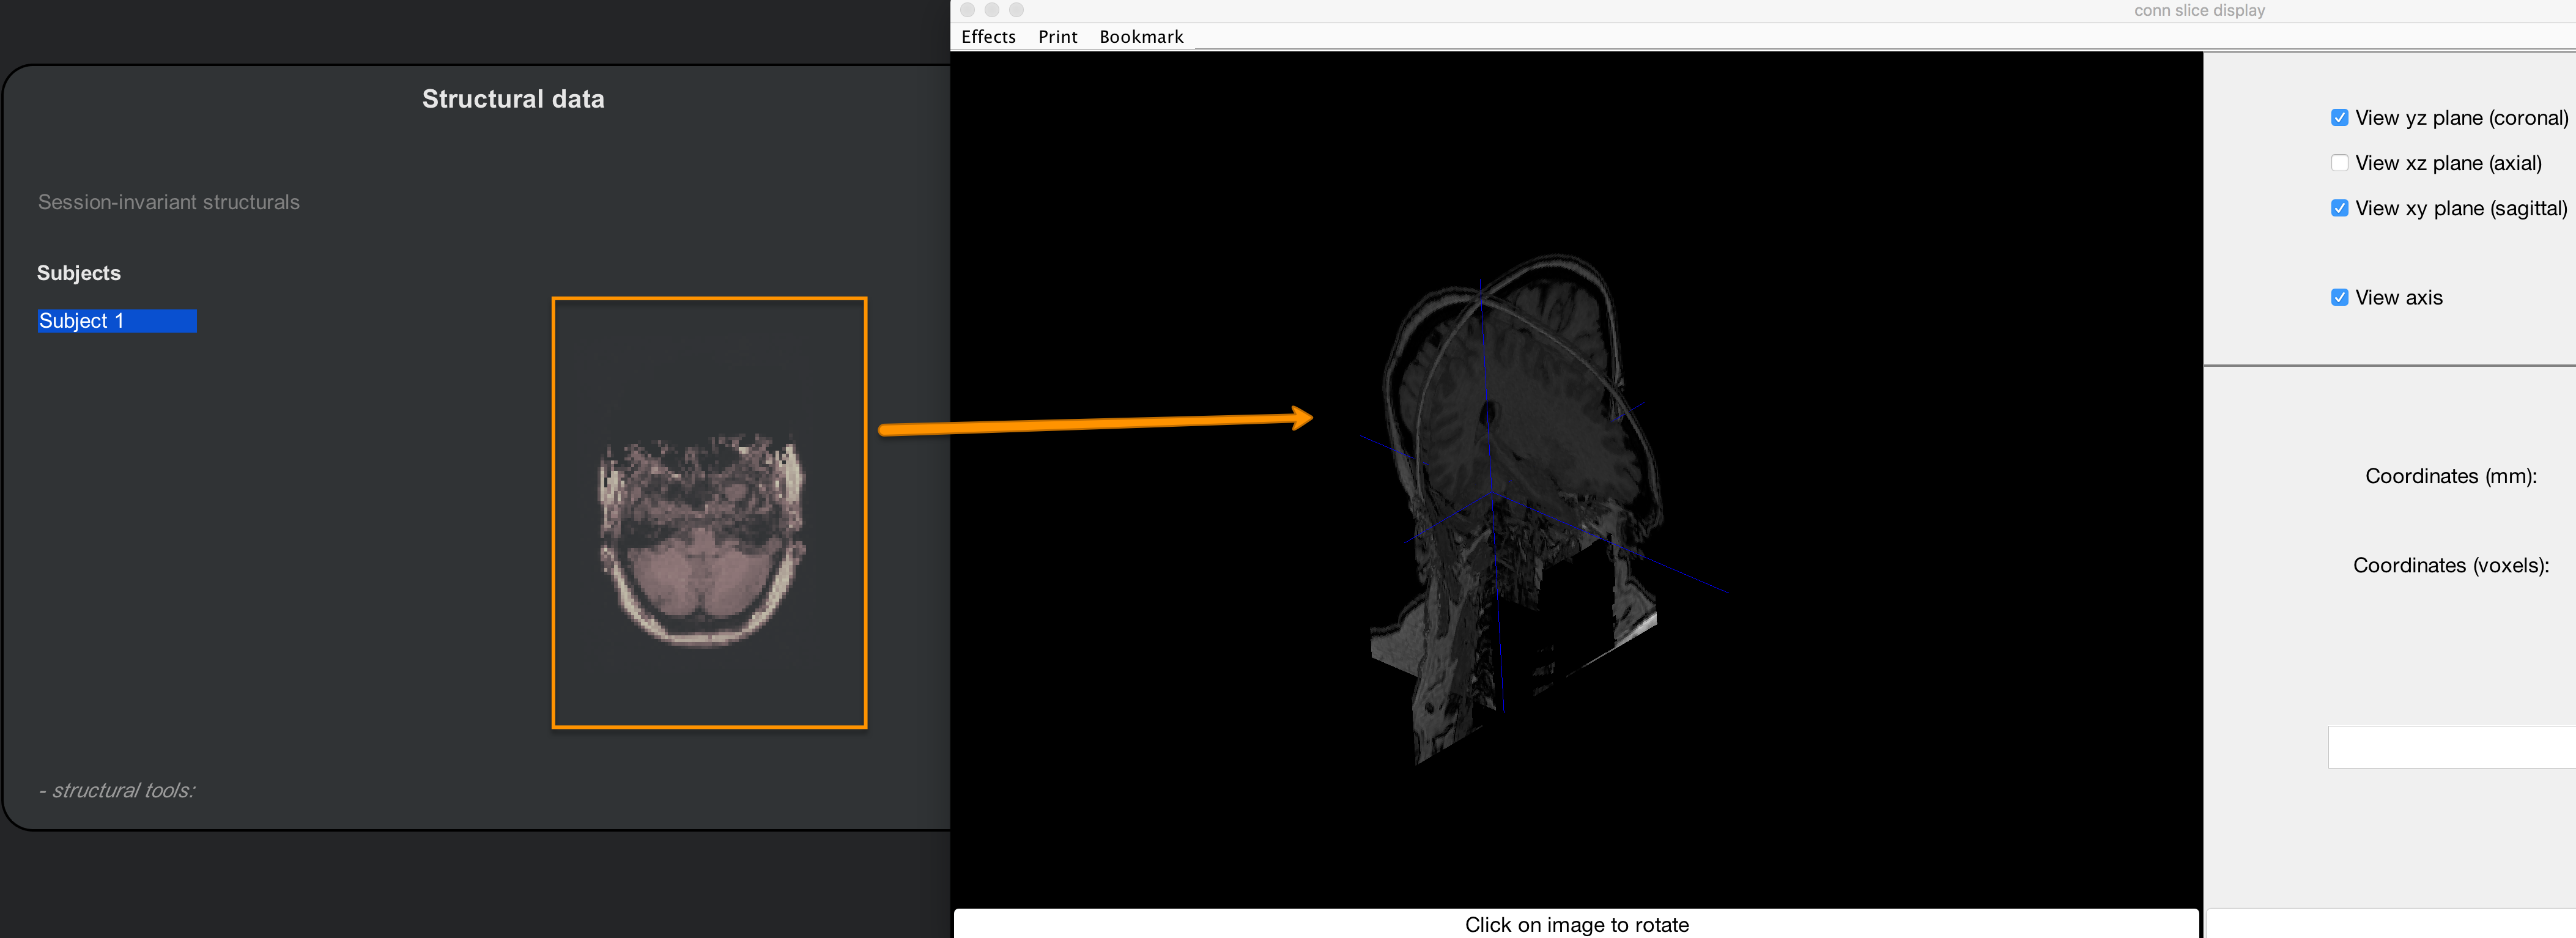 Structural data
Session-invariant structurals
Subjects
Subject 1
- structural tools:
conn slice display
Effects Print Bookmark
View yz plane (coronal)
View xz plane (axial)
View xy plane (sagittal)
View axis
Coordinates (mm):
Coordinates (voxels):
Click on image to rotate